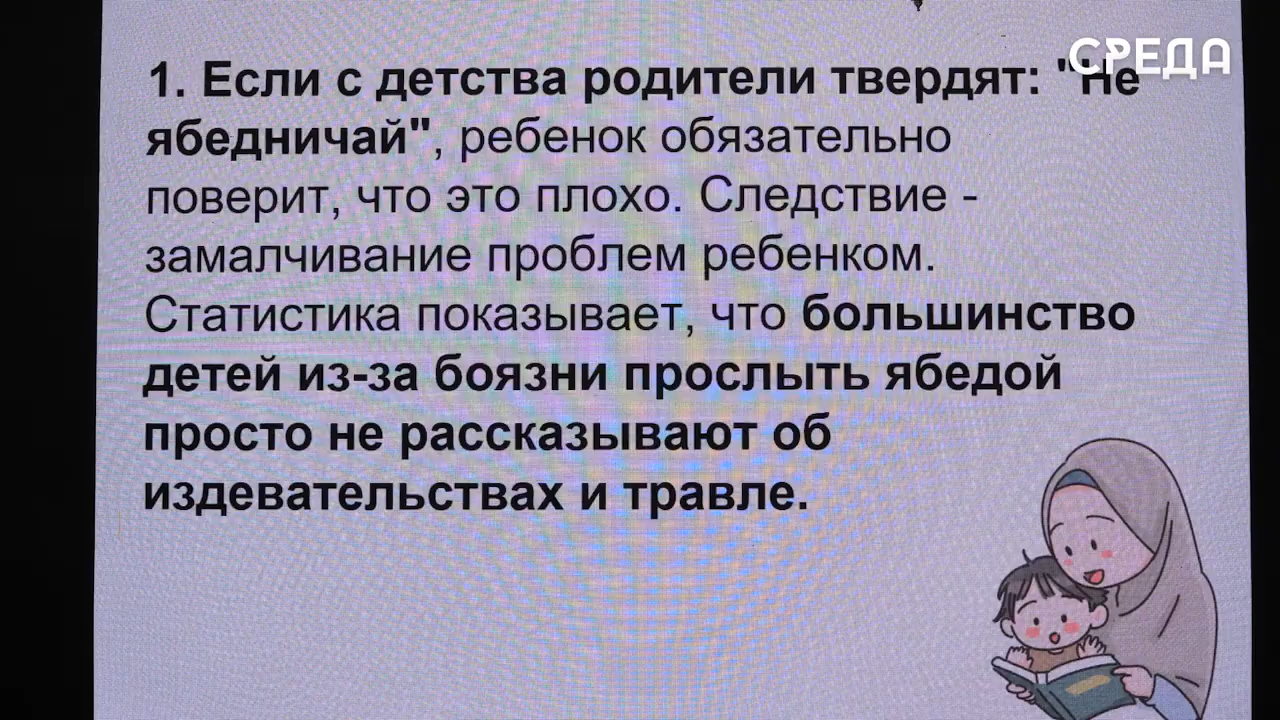 СРЕДА
1. Если с детства родители твердят: "Не
ябедничай", ребенок обязательно
поверит, что это плохо. Следствие -
замалчивание проблем ребенком.
Статистика показывает, что большинство
детей из-за боязни прослыть ябедой
просто не рассказывают об
издевательствах и травле.